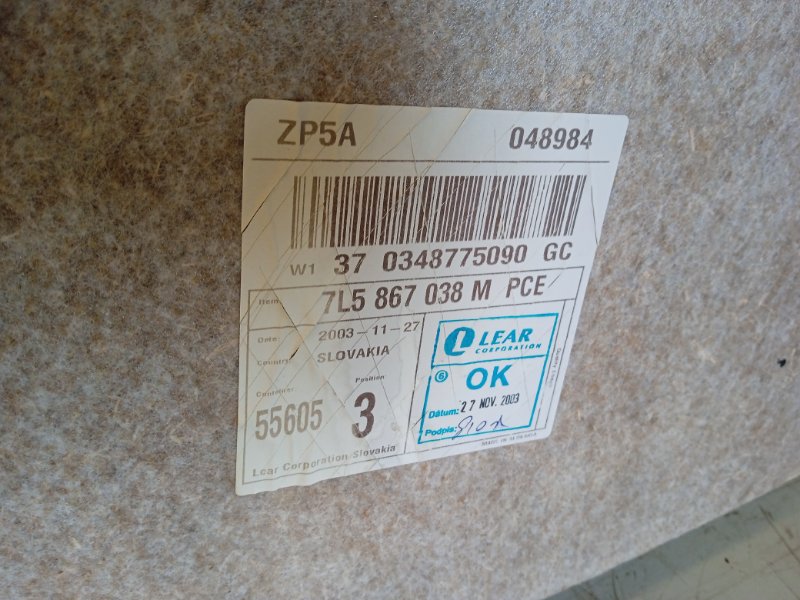 ZP5A 048984
W1 37 0348775090 GC
Item: 7L5 867 038 M PCE
Date: 2003-11-27
Country: SLOVAKIA
Container Position
55605 3
Lear Corporation Slovakia
LEAR
CORPORATION
6 OK
Dátum: 27 NOV. 2003
Podpis: